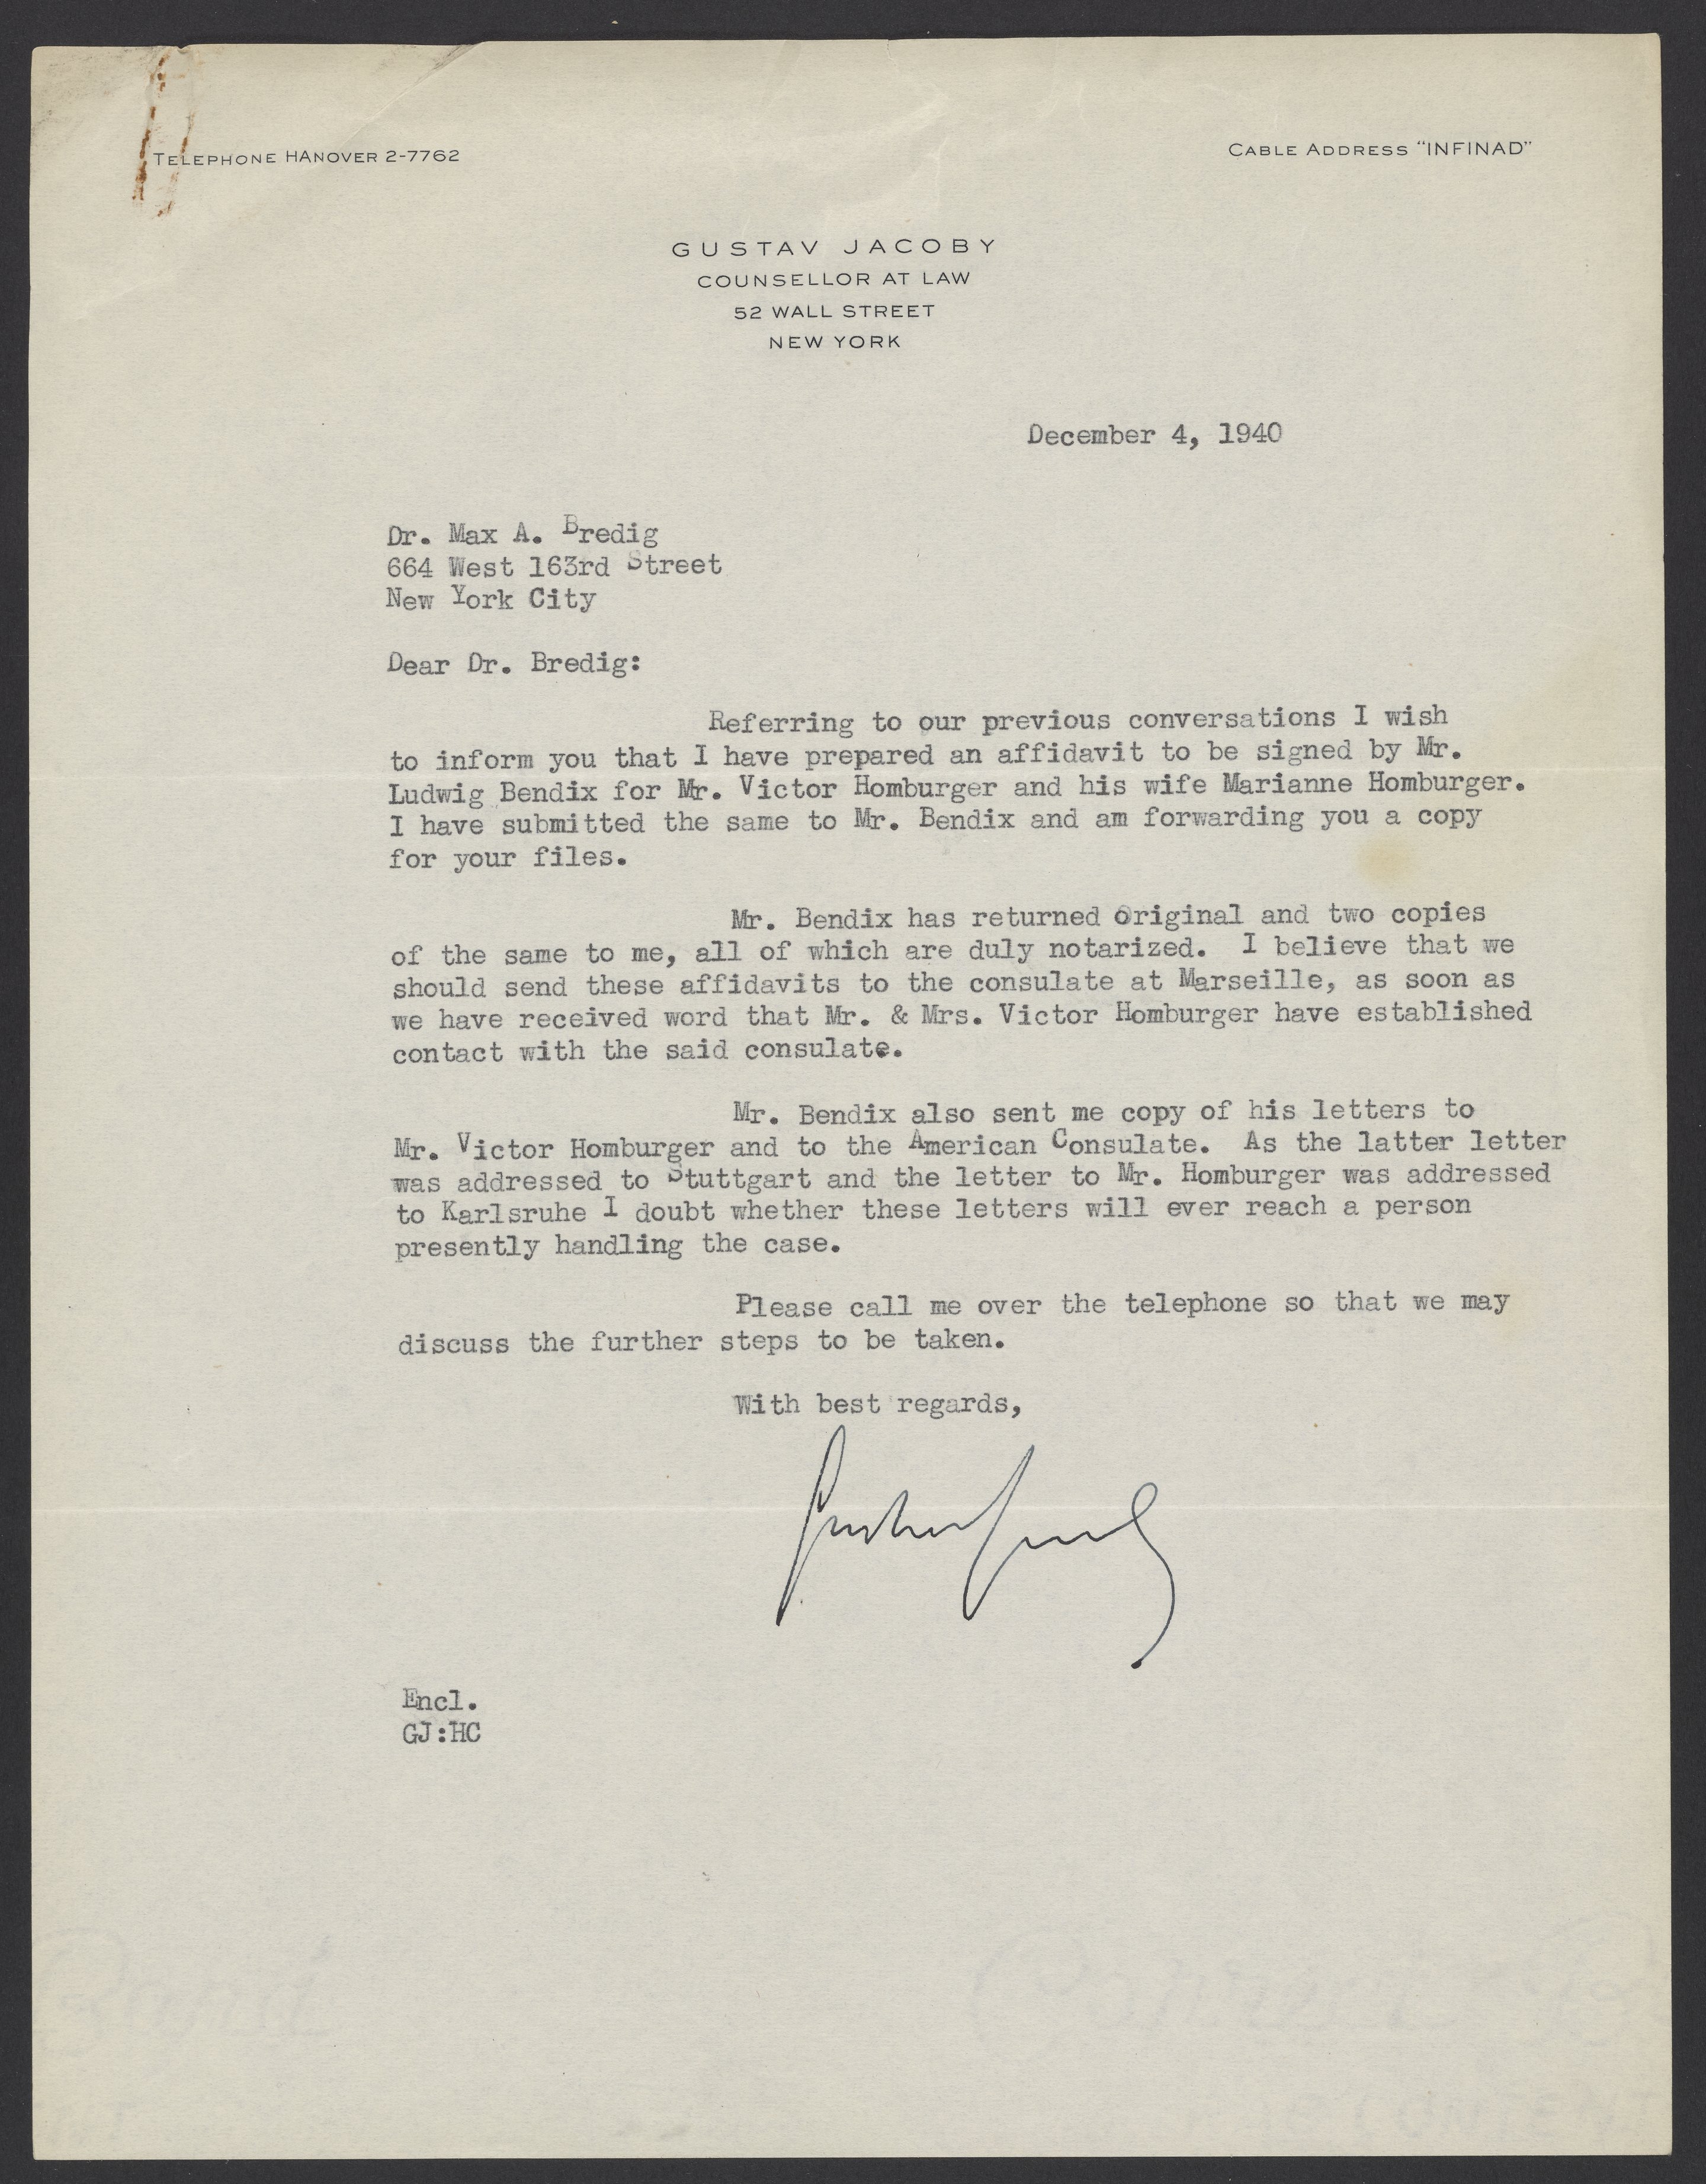 TELEPHONE HANOVER 2-7762
CABLE ADDRESS “INFINAD”
GUSTAV JACOBY
COUNSELLOR AT LAW
52 WALL STREET
NEW YORK
December 4, 1940
Dr. Max A. Bredig
664 West 163rd Street
New York City
Dear Dr. Bredig:
Referring to our previous conversations I wish
to inform you that I have prepared an affidavit to be signed by Mr.
Ludwig Bendix for Mr. Victor Homburger and his wife Marianne Homburger.
I have submitted the same to Mr. Bendix and am forwarding you a copy
for your files.
Mr. Bendix has returned original and two copies
of the same to me, all of which are duly notarized. I believe that we
should send these affidavits to the consulate at Marseille, as soon as
we have received word that Mr. & Mrs. Victor Homburger have established
contact with the said consulate.
Mr. Bendix also sent me copy of his letters to
Mr. Victor Homburger and to the American Consulate. As the latter letter
was addressed to Stuttgart and the letter to Mr. Homburger was addressed
to Karlsruhe I doubt whether these letters will ever reach a person
presently handling the case.
Please call me over the telephone so that we may
discuss the further steps to be taken.
With best regards,
Gustav Jacoby
Encl.
GJ:HC